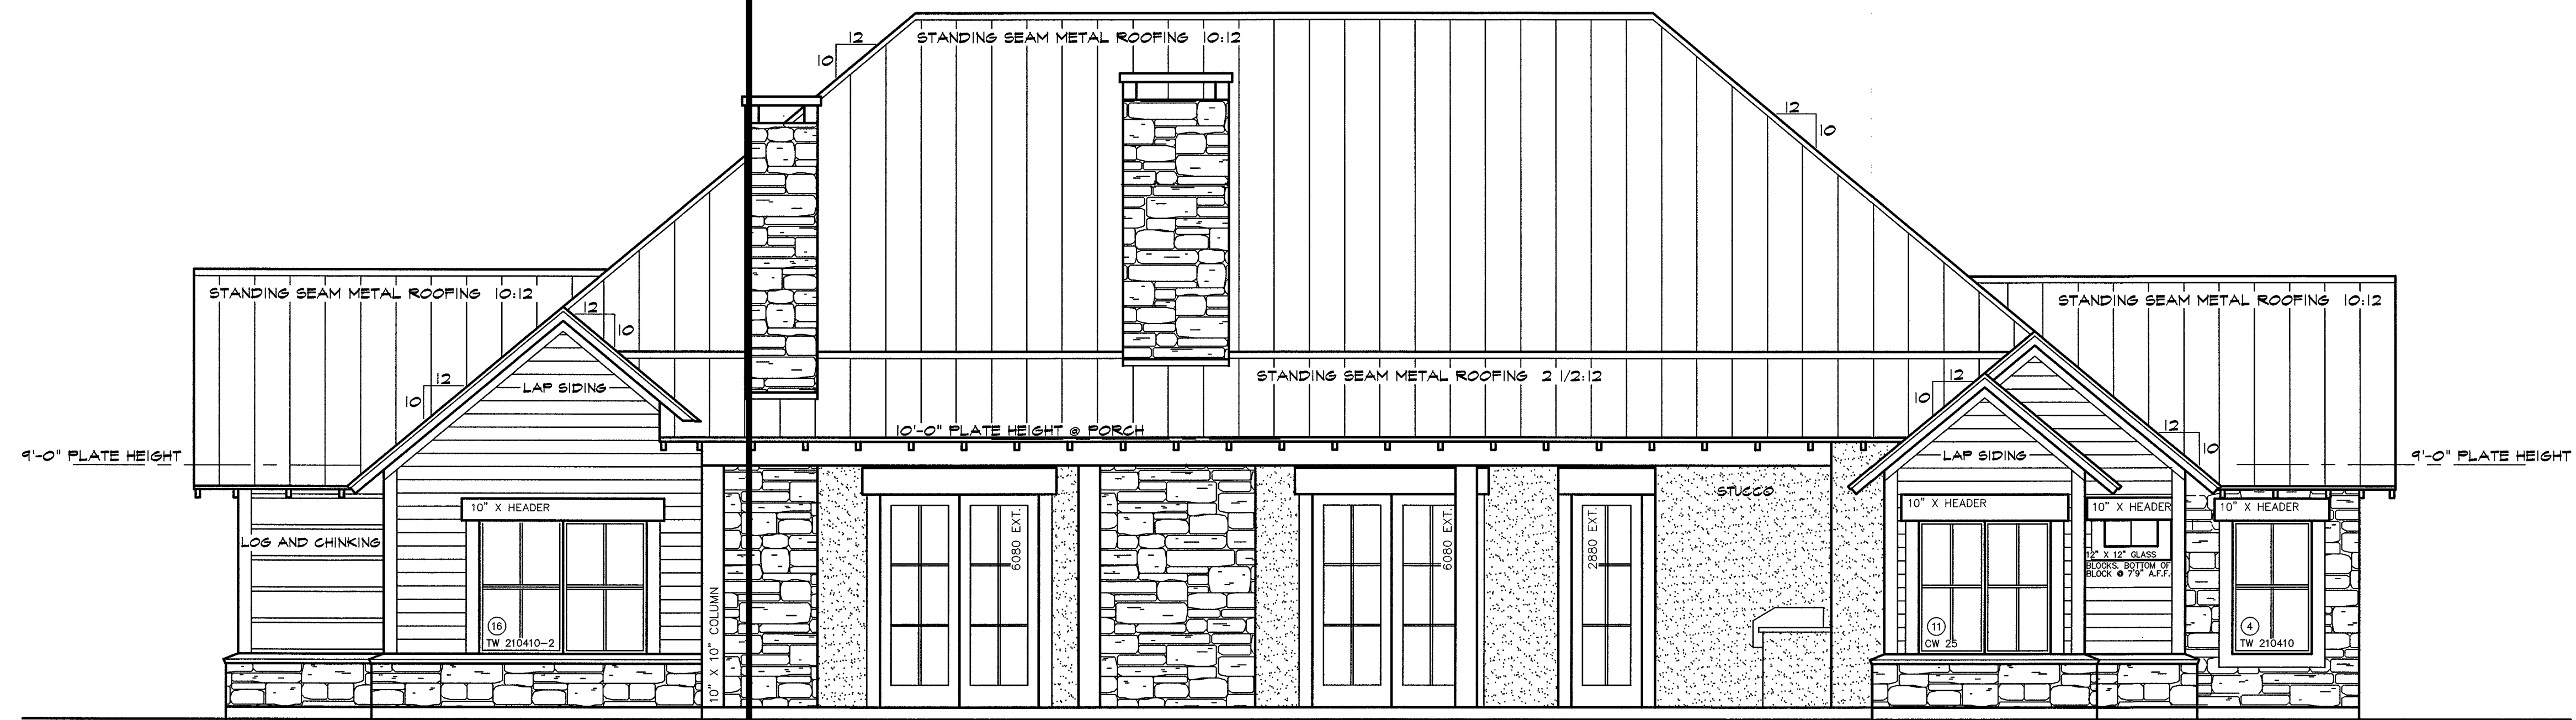 12
10
STANDING SEAM METAL ROOFING 10:12
12
10
STANDING SEAM METAL ROOFING 10:12
12
10
STANDING SEAM METAL ROOFING 10:12
12
10
LAP SIDING
STANDING SEAM METAL ROOFING 2 1/2:12
12
10
10'-0" PLATE HEIGHT @ PORCH
12
10
9'-0" PLATE HEIGHT
LAP SIDING
9'-0" PLATE HEIGHT
STUCCO
10" X HEADER
10" X HEADER
10" X HEADER
10" X HEADER
LOG AND CHINKING
6080 EXT.
6080 EXT.
2880 EXT.
12" X 12" GLASS
BLOCKS. BOTTOM OF
BLOCK @ 7'9" A.F.F.
10" X 10" COLUMN
16
TW 210410-2
11
CW 25
4
TW 210410